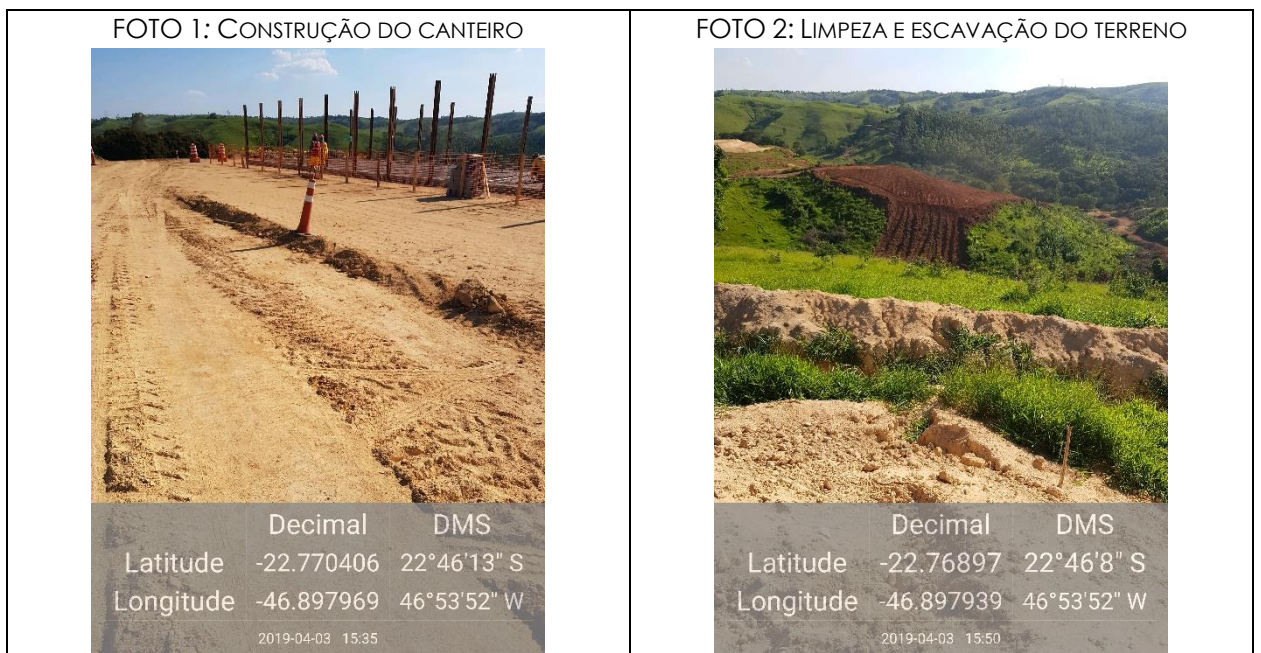 FOTO 1: CONSTRUÇÃO DO CANTEIRO
Decimal DMS
Latitude -22.770406 22°46'13" S
Longitude -46.897969 46°53'52" W
2019-04-03 15:35
FOTO 2: LIMPEZA E ESCAVAÇÃO DO TERRENO
Decimal DMS
Latitude -22.76897 22°46'8" S
Longitude -46.897939 46°53'52" W
2019-04-03 15:50